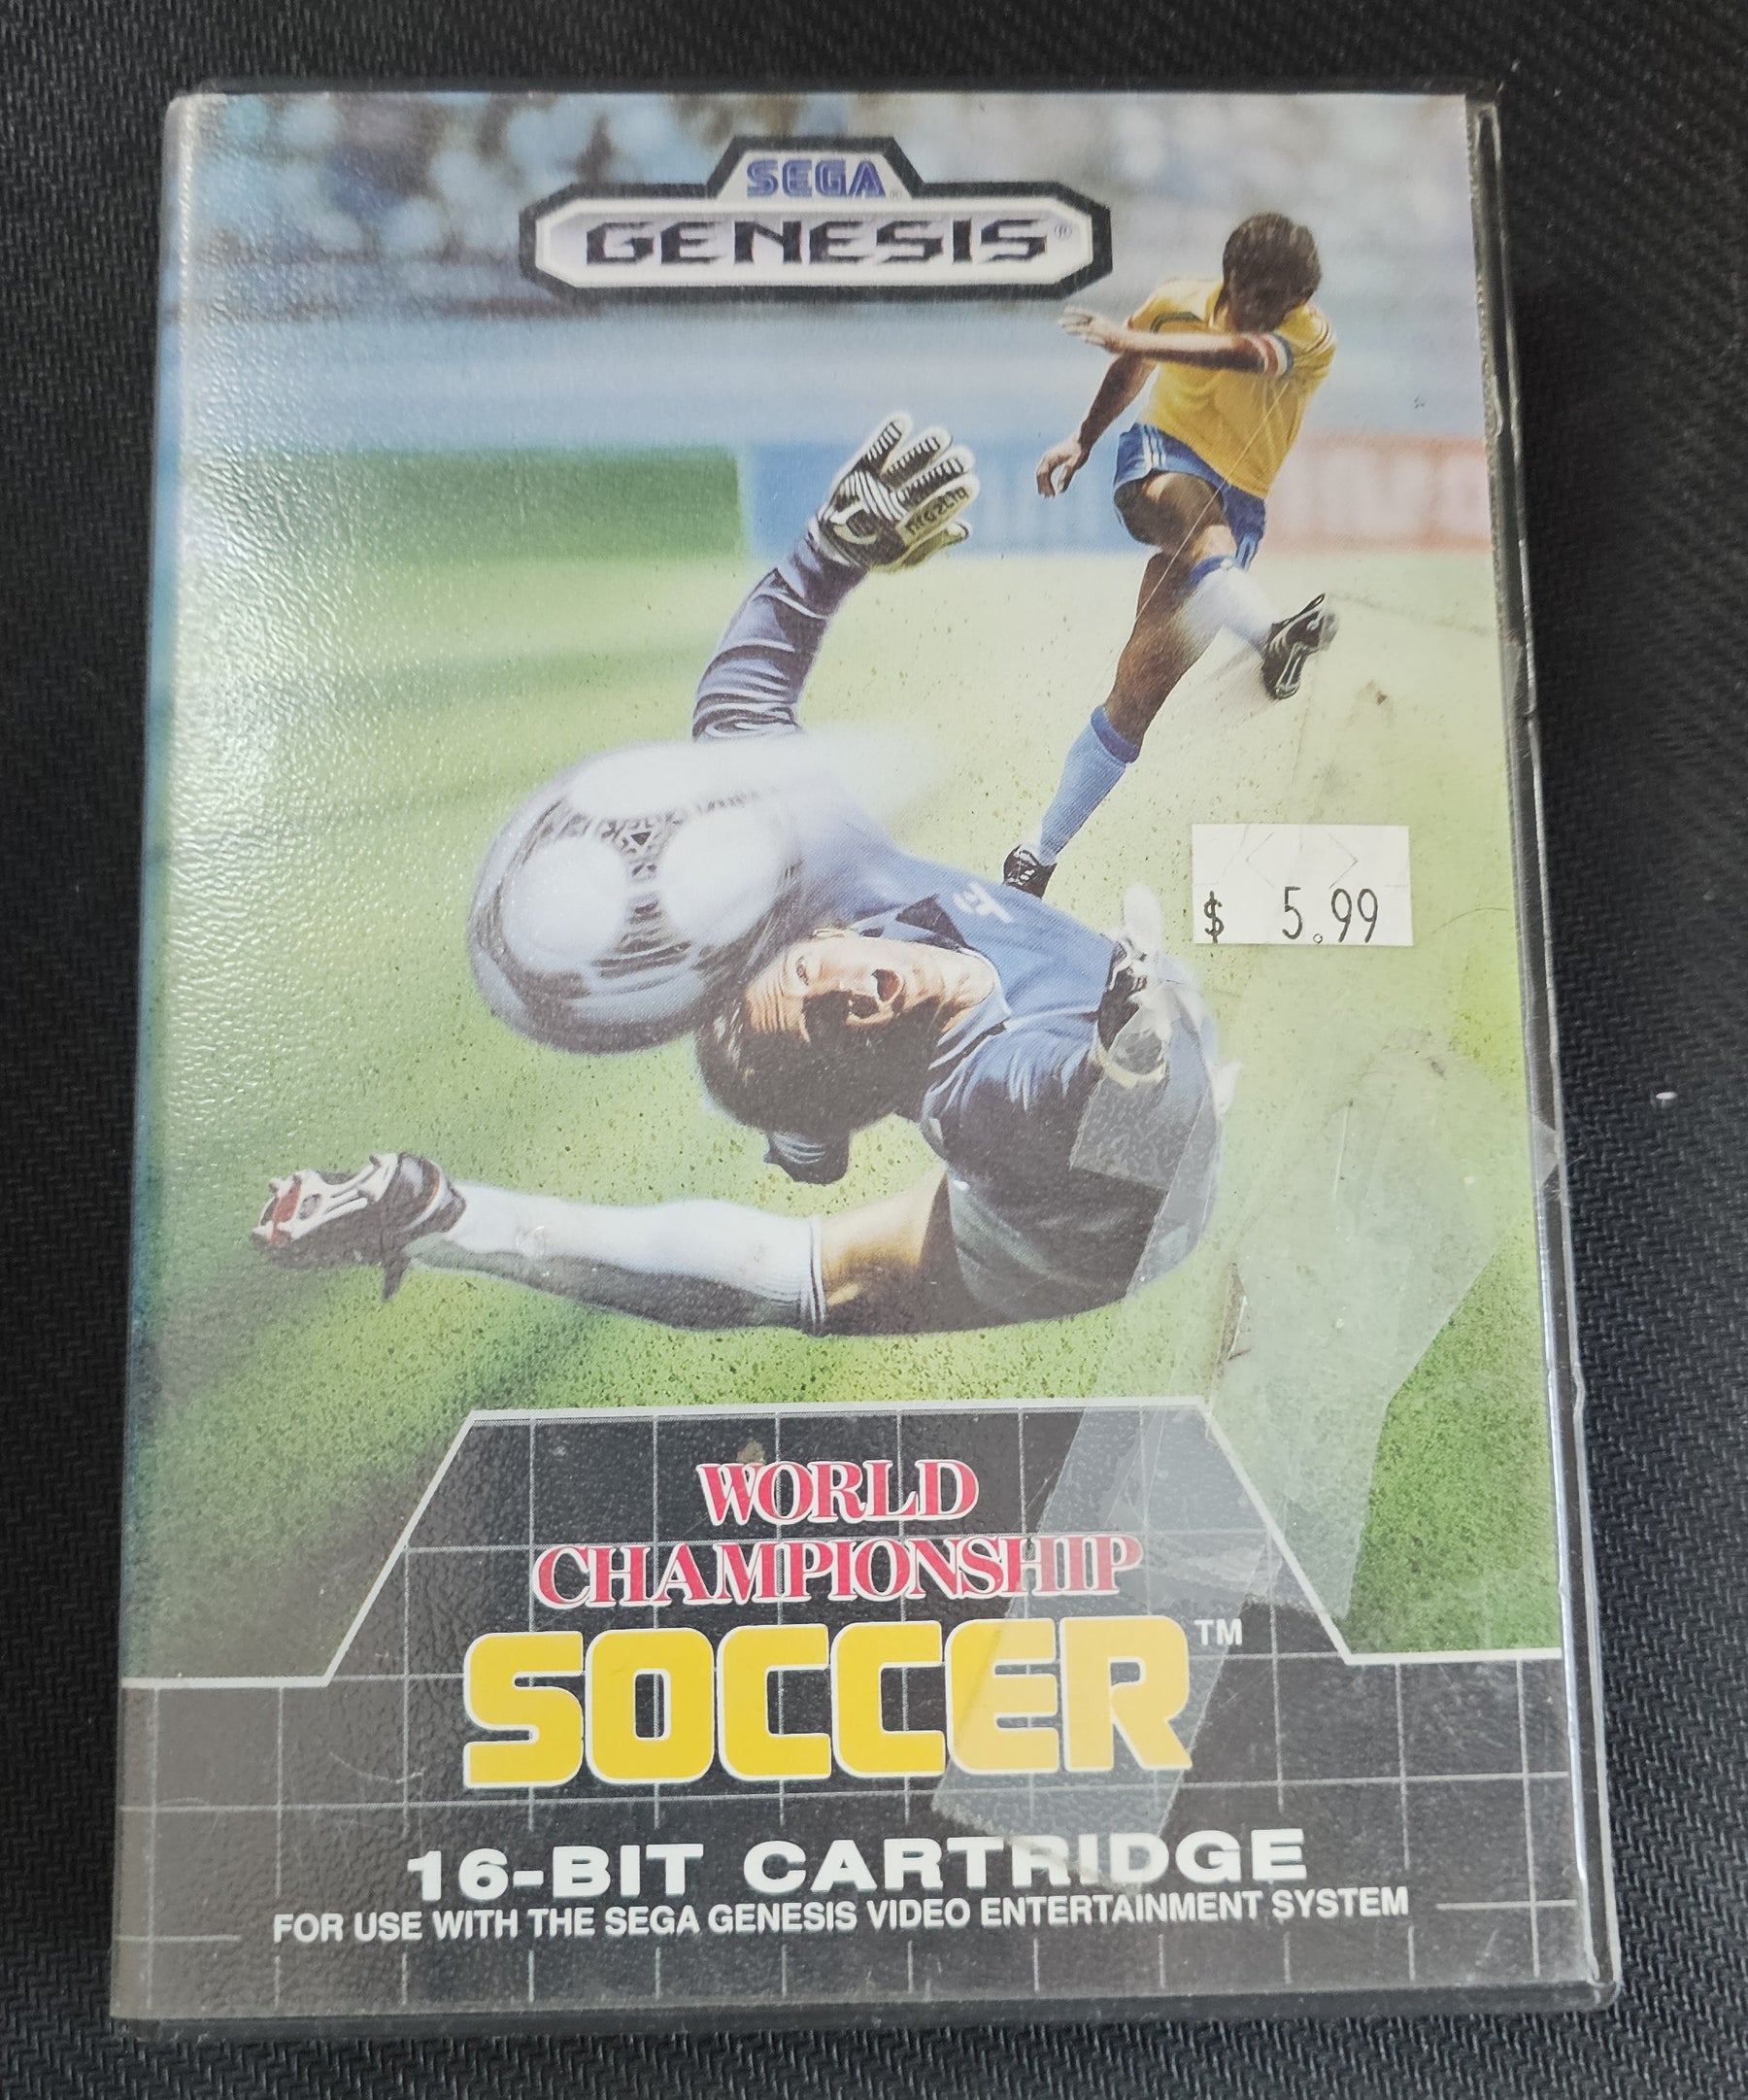 SEGA®
GENESIS®
$ 5.99
WORLD
CHAMPIONSHIP
SOCCER™
16-BIT CARTRIDGE
FOR USE WITH THE SEGA GENESIS VIDEO ENTERTAINMENT SYSTEM